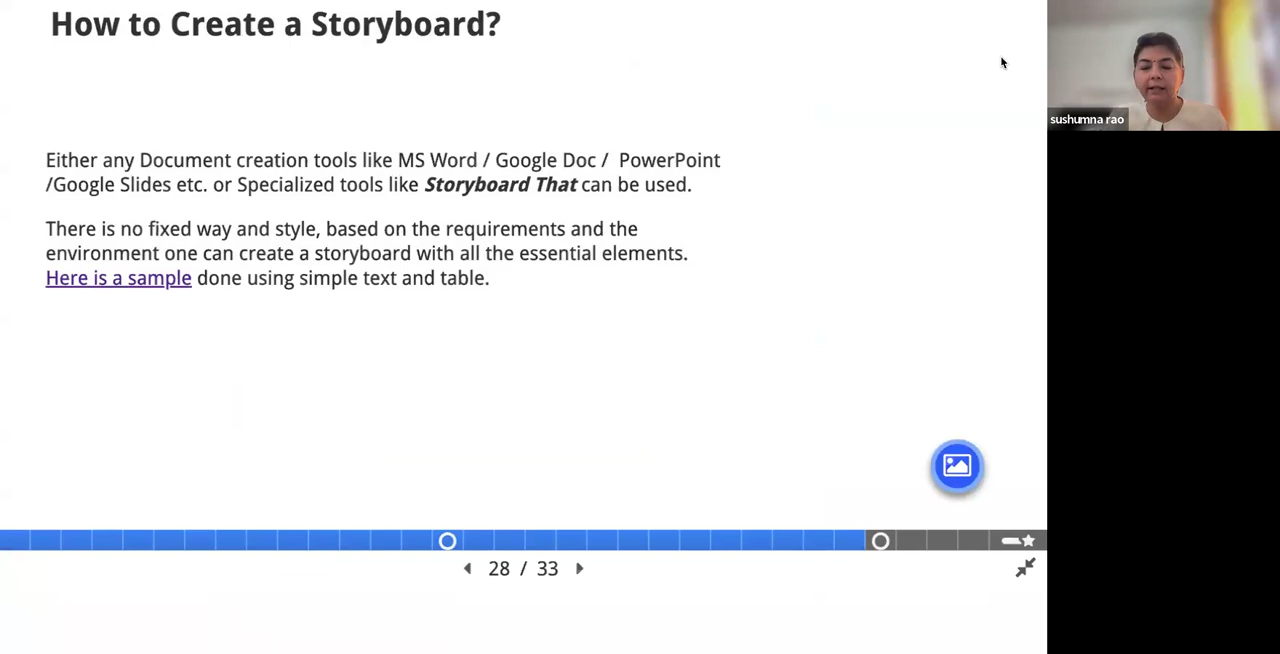 How to Create a Storyboard?
sushumna rao
Either any Document creation tools like MS Word / Google Doc / PowerPoint
/Google Slides etc. or Specialized tools like Storyboard That can be used.
There is no fixed way and style, based on the requirements and the
environment one can create a storyboard with all the essential elements.
Here is a sample done using simple text and table.
28 / 33